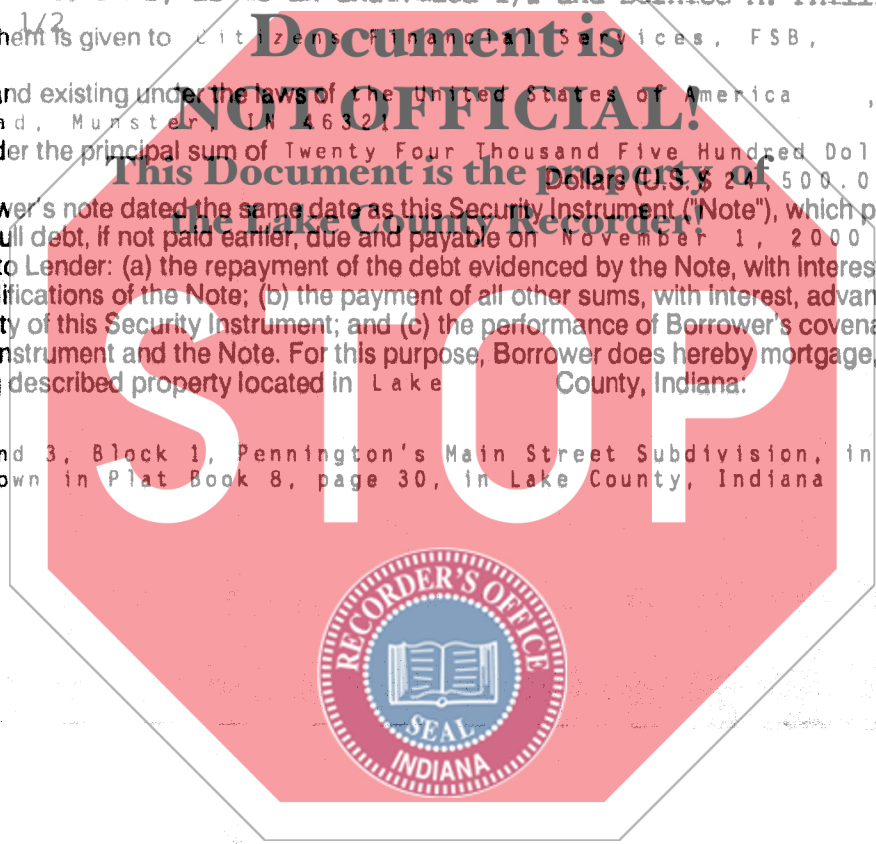 1/2
Document is
ent is given to Citizens Financial Services, FSB,
nd existing under the laws of the United States of America ,
NOT OFFICIAL!
d, Munster, IN 46321
er the principal sum of Twenty Four Thousand Five Hundred Dol
This Document is the property of
Dollars (U.S.$ 24,500.0
wer's note dated the same date as this Security Instrument ("Note"), which p
the Lake County Recorder!
ull debt, if not paid earlier, due and payable on November 1, 2000
o Lender: (a) the repayment of the debt evidenced by the Note, with interes
ifications of the Note; (b) the payment of all other sums, with interest, advan
ty of this Security Instrument; and (c) the performance of Borrower's covena
nstrument and the Note. For this purpose, Borrower does hereby mortgage,
described property located in Lake County, Indiana:
STOP
nd 3, Block 1, Pennington's Main Street Subdivision, in
own in Plat Book 8, page 30, in Lake County, Indiana
RECORDER'S OFFICE
SEAL
INDIANA